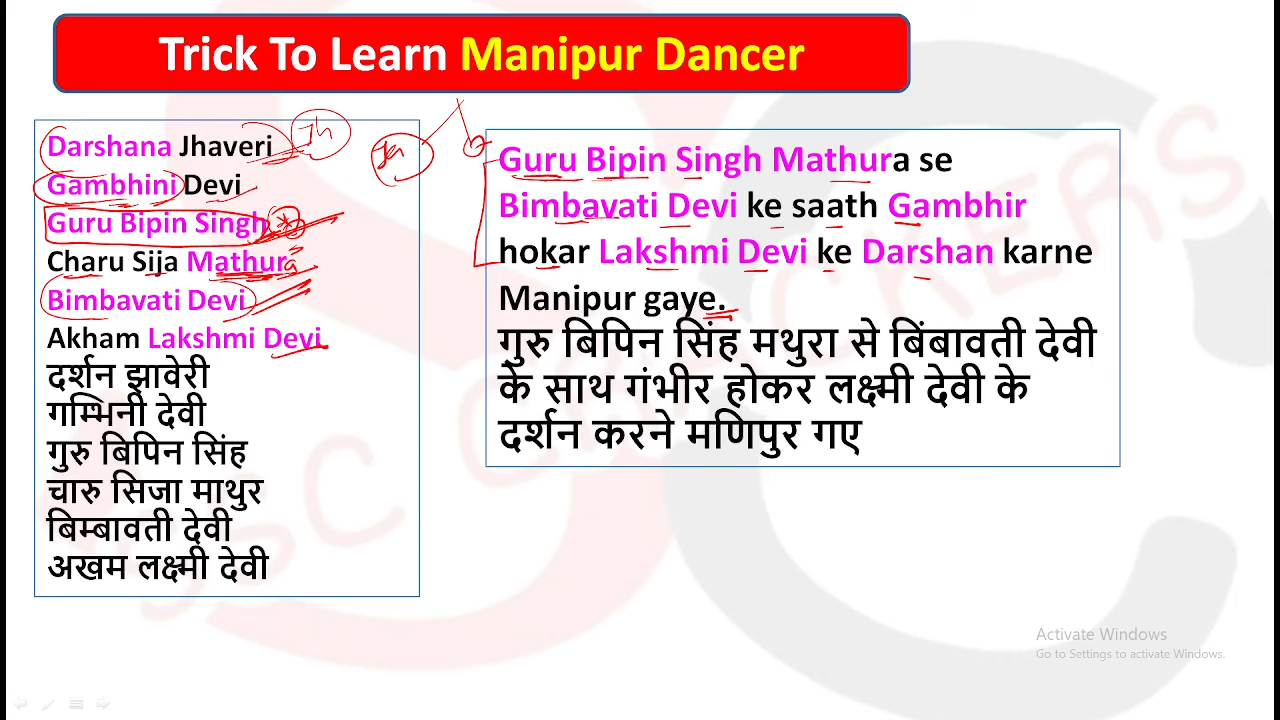 Trick To Learn Manipur Dancer
Darshana Jhaveri
Jh
Gambhini Devi
Guru Bipin Singh
Charu Sija Mathur
Bimbavati Devi
Akham Lakshmi Devi
दर्शन झावेरी
गम्भिनी देवी
गुरु बिपिन सिंह
चारु सिजा माथुर
बिम्बावती देवी
अखम लक्ष्मी देवी
Guru Bipin Singh Mathura se
Bimbavati Devi ke saath Gambhir
hokar Lakshmi Devi ke Darshan karne
Manipur gaye.
गुरु बिपिन सिंह मथुरा से बिंबावती देवी
के साथ गंभीर होकर लक्ष्मी देवी के
दर्शन करने मणिपुर गए
SSC CRACKERS
Activate Windows
Go to Settings to activate Windows.